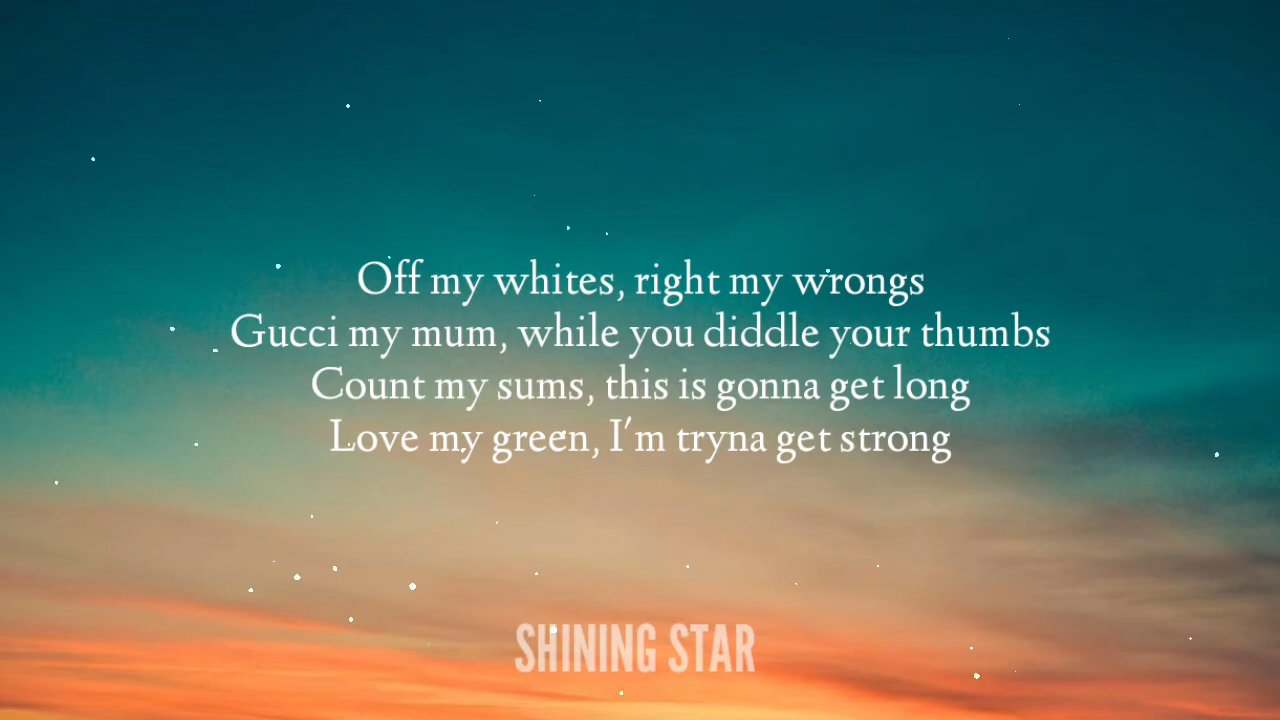 Off my whites, right my wrongs
Gucci my mum, while you diddle your thumbs
Count my sums, this is gonna get long
Love my green, I'm tryna get strong
SHINING STAR